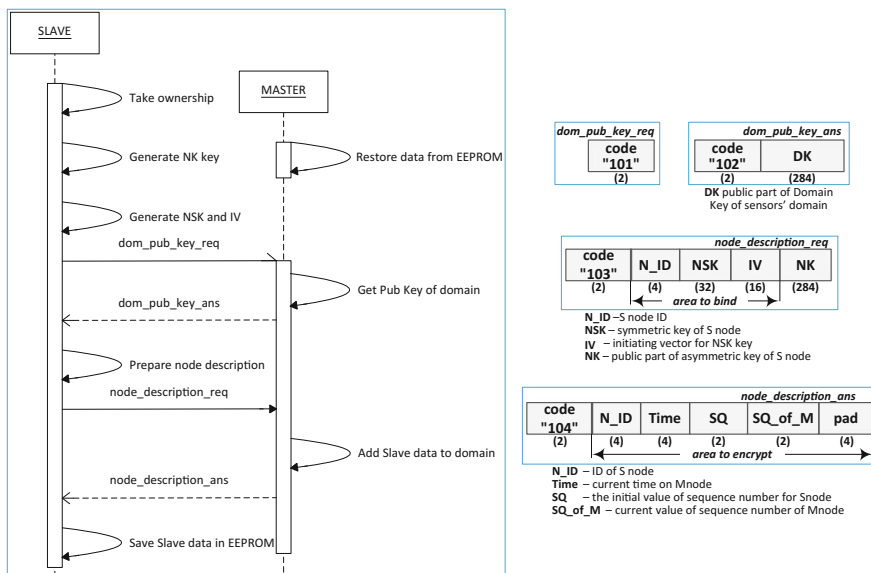 SLAVE
MASTER
Take ownership
Generate NK key
Restore data from EEPROM
Generate NSK and IV
dom_pub_key_req
Get Pub Key of domain
dom_pub_key_ans
Prepare node description
node_description_req
Add Slave data to domain
node_description_ans
Save Slave data in EEPROM
dom_pub_key_req
code "101"
(2)
dom_pub_key_ans
code "102" DK
(2) (284)
DK public part of Domain
Key of sensors' domain
node_description_req
code "103" N_ID NSK IV NK
(2) (4) (32) (16) (284)
area to bind
N_ID –S node ID
NSK – symmetric key of S node
IV – initiating vector for NSK key
NK – public part of asymmetric key of S node
node_description_ans
code "104" N_ID Time SQ SQ_of_M pad
(2) (4) (4) (2) (2) (4)
area to encrypt
N_ID – ID of S node
Time – current time on Mnode
SQ – the initial value of sequence number for Snode
SQ_of_M – current value of sequence number of Mnode